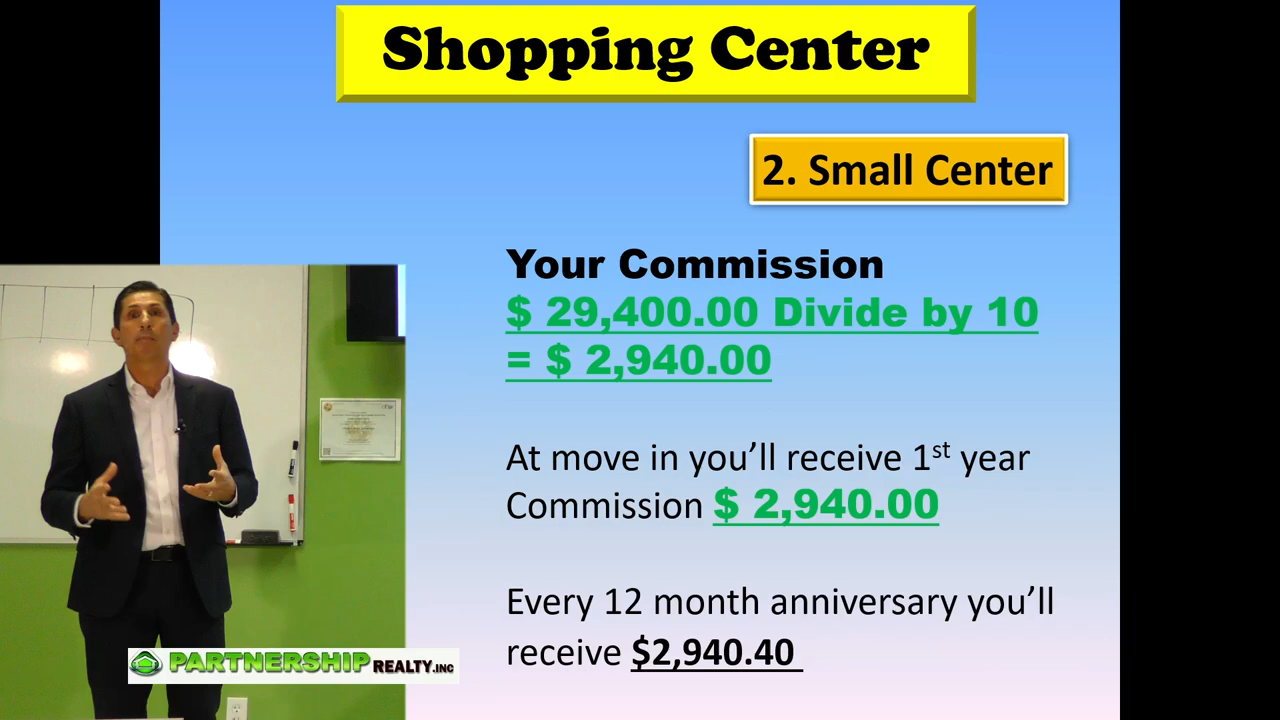 Shopping Center
2. Small Center
Your Commission
$ 29,400.00 Divide by 10
= $ 2,940.00
At move in you’ll receive 1st year
Commission $ 2,940.00
Every 12 month anniversary you’ll
receive $2,940.40
PARTNERSHIP REALTY.INC